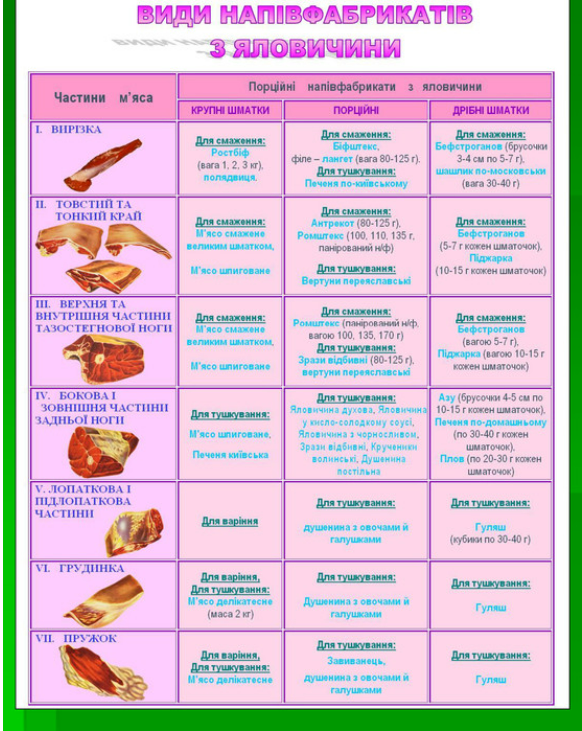 ВИДИ НАПІВФАБРИКАТІВ
З ЯЛОВИЧИНИ
Частини м'яса
Порційні напівфабрикати з яловичини
КРУПНІ ШМАТКИ
ПОРЦІЙНІ
ДРІБНІ ШМАТКИ
I. ВИРІЗКА
Для смаження:
Ростбіф
(вага 1, 2, 3 кг),
полядвиця.
Для смаження:
Біфштекс,
філе – лангет (вага 80-125 г).
Для тушкування:
Печеня по-київському
Для смаження:
Бефстроганов (брусочки
3-4 см по 5-7 г),
шашлик по-московськи
(вага 30-40 г)
II. ТОВСТИЙ ТА
ТОНКИЙ КРАЙ
Для смаження:
М'ясо смажене
великим шматком,
М'ясо шпиговане
Для смаження:
Антрекот (80-125 г),
Ромштекс (100, 110, 135 г,
панірований н/ф)
Для тушкування:
Вертуни переяславські
Для смаження:
Бефстроганов
(5-7 г кожен шматочок),
Піджарка
(10-15 г кожен шматочок)
III. ВЕРХНЯ ТА
ВНУТРІШНЯ ЧАСТИНИ
ТАЗОСТЕГНОВОЇ НОГИ
Для смаження:
М'ясо смажене
великим шматком,
М'ясо шпиговане
Для смаження:
Ромштекс (панірований н/ф,
вагою 100, 135, 170 г)
Для тушкування:
Зрази відбивні (80-125 г),
вертуни переяславські
Для смаження:
Бефстроганов
(вагою 5-7 г),
Піджарка (вагою 10-15 г
кожен шматочок)
IV. БОКОВА І
ЗОВНІШНЯ ЧАСТИНИ
ЗАДНЬОЇ НОГИ
Для тушкування:
М'ясо шпиговане,
Печеня київська
Для тушкування:
Яловичина духова, Яловичина
у кисло-солодкому соусі,
Яловичина з чорносливом,
Зрази відбивні, Крученики
волинські, Душенина
постільна
Азу (брусочки 4-5 см по
10-15 г кожен шматочок),
Печеня по-домашньому
(по 30-40 г кожен
шматочок),
Плов (по 20-30 г кожен
шматочок)
V. ЛОПАТКОВА І
ПІДЛОПАТКОВА
ЧАСТИНИ
Для варіння
Для тушкування:
душенина з овочами й
галушками
Для тушкування:
Гуляш
(кубики по 30-40 г)
VI. ГРУДИНКА
Для варіння,
Для тушкування:
М'ясо делікатесне
(маса 2 кг)
Для тушкування:
Душенина з овочами й
галушками
Для тушкування:
Гуляш
VII. ПРУЖОК
Для варіння,
Для тушкування:
М'ясо делікатесне
Для тушкування:
Завиванець,
душенина з овочами й
галушками
Для тушкування:
Гуляш